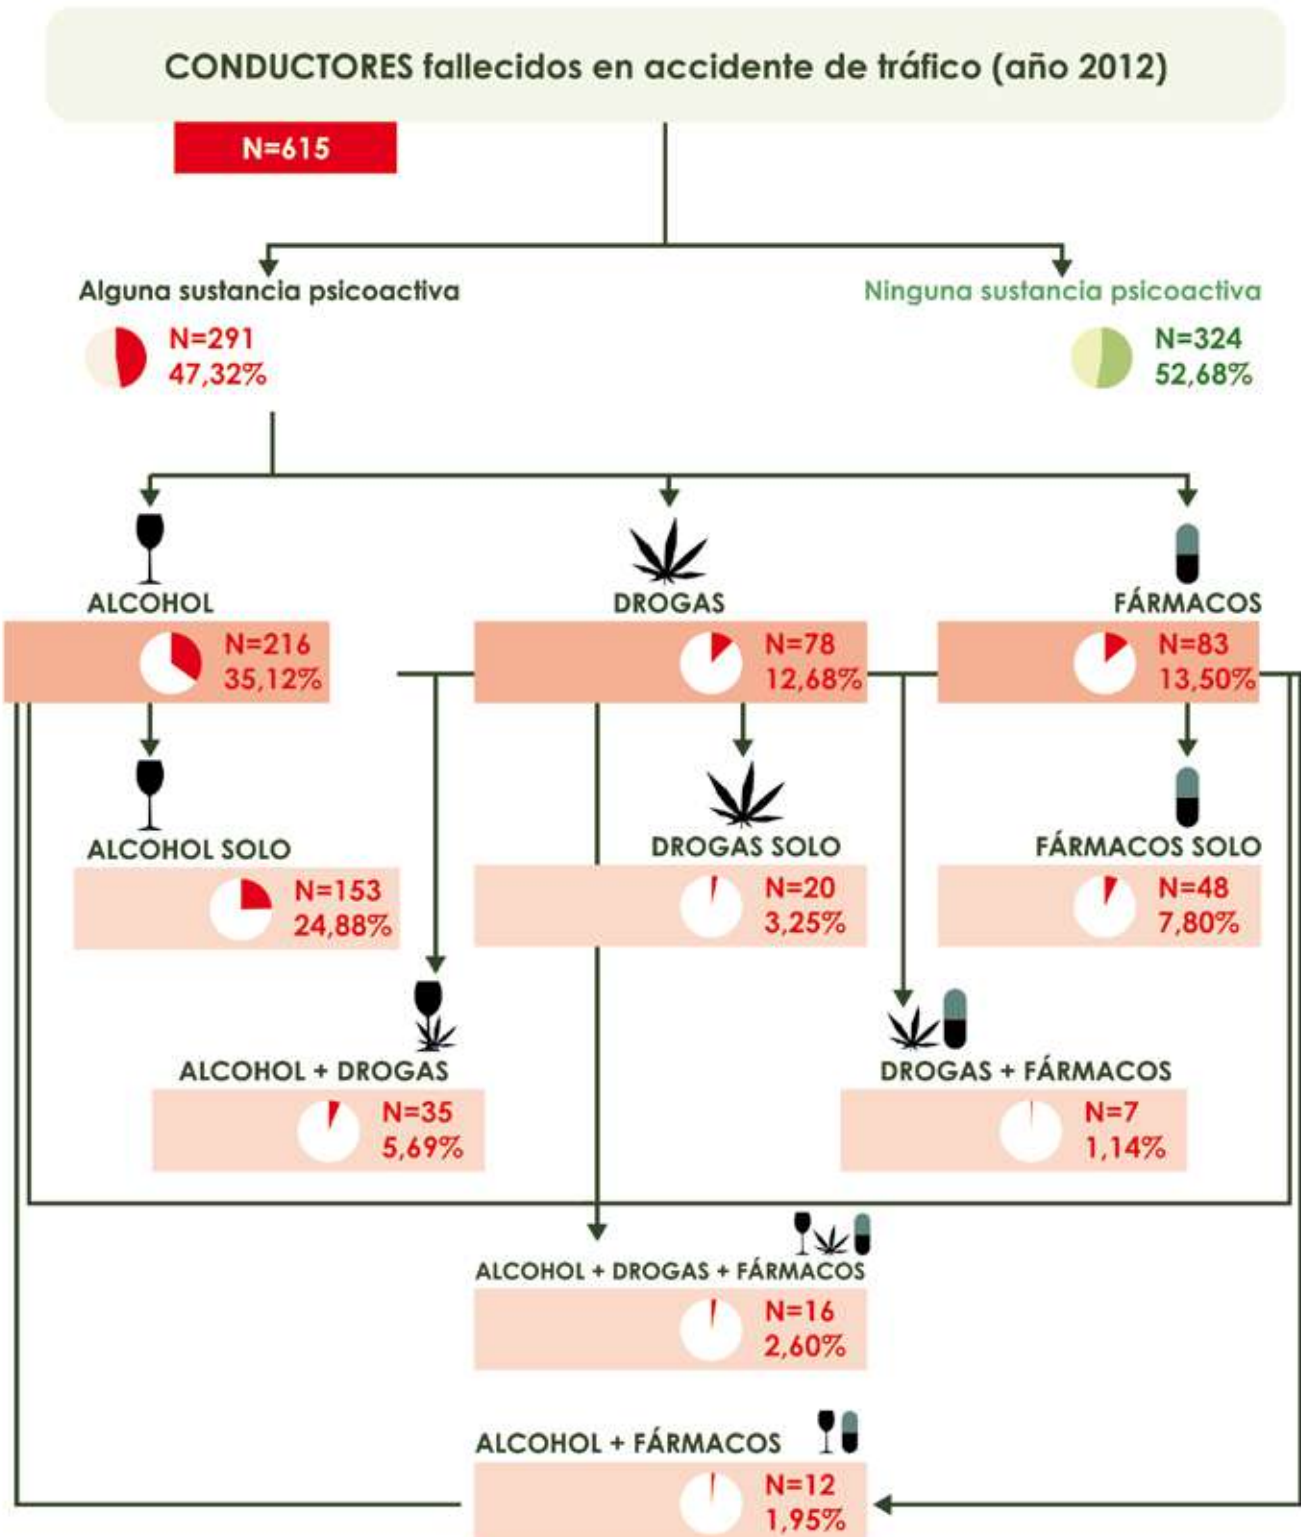 CONDUCTORES fallecidos en accidente de tráfico (año 2012)
N=615
Alguna sustancia psicoactiva
N=291
47,32%
Ninguna sustancia psicoactiva
N=324
52,68%
ALCOHOL
N=216
35,12%
DROGAS
N=78
12,68%
FÁRMACOS
N=83
13,50%
ALCOHOL SOLO
N=153
24,88%
DROGAS SOLO
N=20
3,25%
FÁRMACOS SOLO
N=48
7,80%
ALCOHOL + DROGAS
N=35
5,69%
DROGAS + FÁRMACOS
N=7
1,14%
ALCOHOL + DROGAS + FÁRMACOS
N=16
2,60%
ALCOHOL + FÁRMACOS
N=12
1,95%